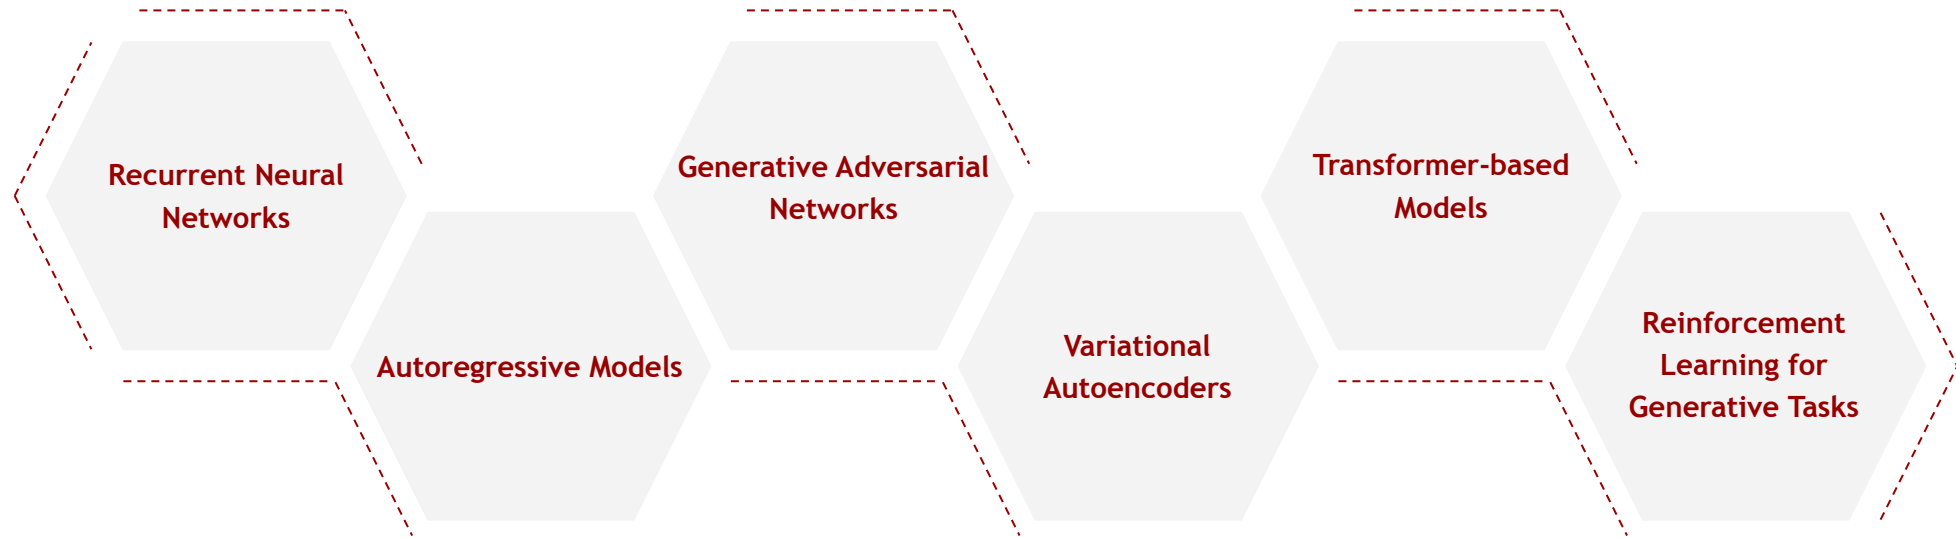 Recurrent Neural
Networks
Autoregressive Models
Generative Adversarial
Networks
Variational
Autoencoders
Transformer-based
Models
Reinforcement
Learning for
Generative Tasks